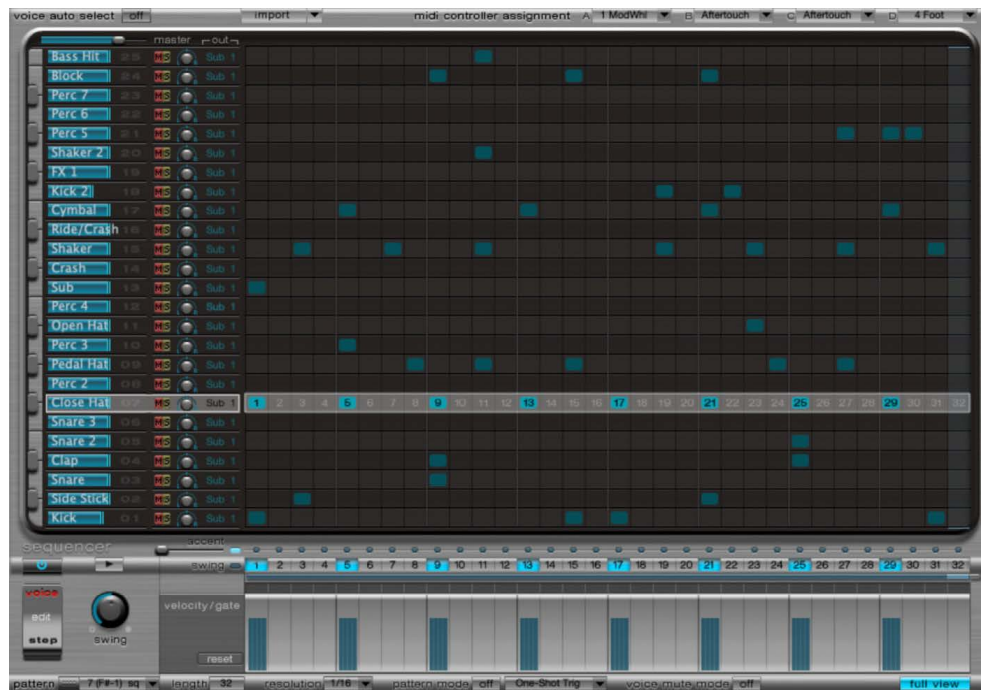 voice auto select off import midi controller assignment A 1 ModWhl B Aftertouch C Aftertouch D 4 Foot
master out
Bass Hit 25 M S Sub 1
Block 24 M S Sub 1
Perc 7 23 M S Sub 1
Perc 6 22 M S Sub 1
Perc 5 21 M S Sub 1
Shaker 2 20 M S Sub 1
FX 1 19 M S Sub 1
Kick 2 18 M S Sub 1
Cymbal 17 M S Sub 1
Ride/Crash 16 M S Sub 1
Shaker 15 M S Sub 1
Crash 14 M S Sub 1
Sub 13 M S Sub 1
Perc 4 12 M S Sub 1
Open Hat 11 M S Sub 1
Perc 3 10 M S Sub 1
Pedal Hat 09 M S Sub 1
Perc 2 08 M S Sub 1
Close Hat 07 M S Sub 1 1 2 3 4 5 6 7 8 9 10 11 12 13 14 15 16 17 18 19 20 21 22 23 24 25 26 27 28 29 30 31 32
Snare 3 06 M S Sub 1
Snare 2 05 M S Sub 1
Clap 04 M S Sub 1
Snare 03 M S Sub 1
Side Stick 02 M S Sub 1
Kick 01 M S Sub 1
sequencer accent
swing 1 2 3 4 5 6 7 8 9 10 11 12 13 14 15 16 17 18 19 20 21 22 23 24 25 26 27 28 29 30 31 32
voice
edit
step
swing
velocity/gate
reset
pattern 7 (F#-1) sq length 32 resolution 1/16 pattern mode off One-Shot Trig voice mute mode off full view